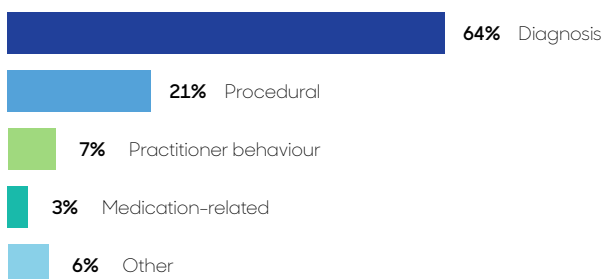 64% Diagnosis
21% Procedural
7% Practitioner behaviour
3% Medication-related
6% Other